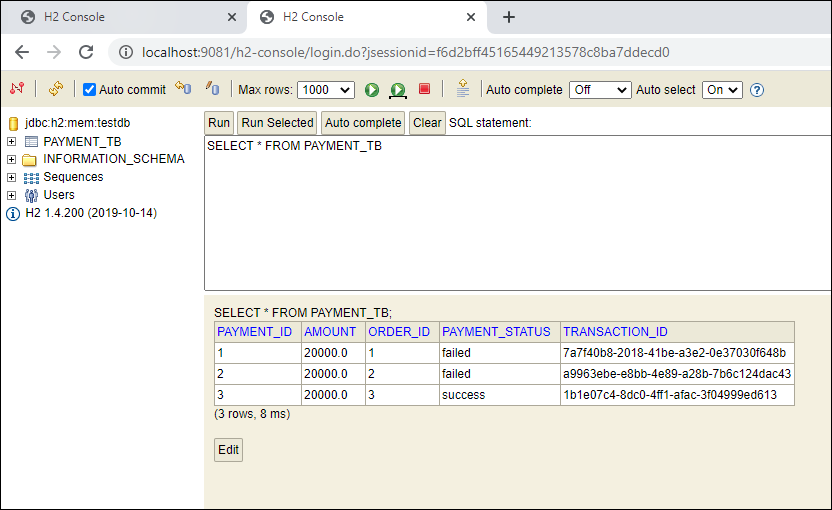 H2 Console
H2 Console
localhost:9081/h2-console/login.do?jsessionid=f6d2bff45165449213578c8ba7ddecd0
Auto commit Max rows: 1000 Auto complete Off Auto select On
jdbc:h2:mem:testdb
PAYMENT_TB
INFORMATION_SCHEMA
Sequences
Users
H2 1.4.200 (2019-10-14)
Run Run Selected Auto complete Clear SQL statement:
SELECT * FROM PAYMENT_TB
SELECT * FROM PAYMENT_TB;
PAYMENT_ID AMOUNT ORDER_ID PAYMENT_STATUS TRANSACTION_ID
1 20000.0 1 failed 7a7f40b8-2018-41be-a3e2-0e37030f648b
2 20000.0 2 failed a9963ebe-e8bb-4e89-a28b-7b6c124dac43
3 20000.0 3 success 1b1e07c4-8dc0-4ff1-afac-3f04999ed613
(3 rows, 8 ms)
Edit